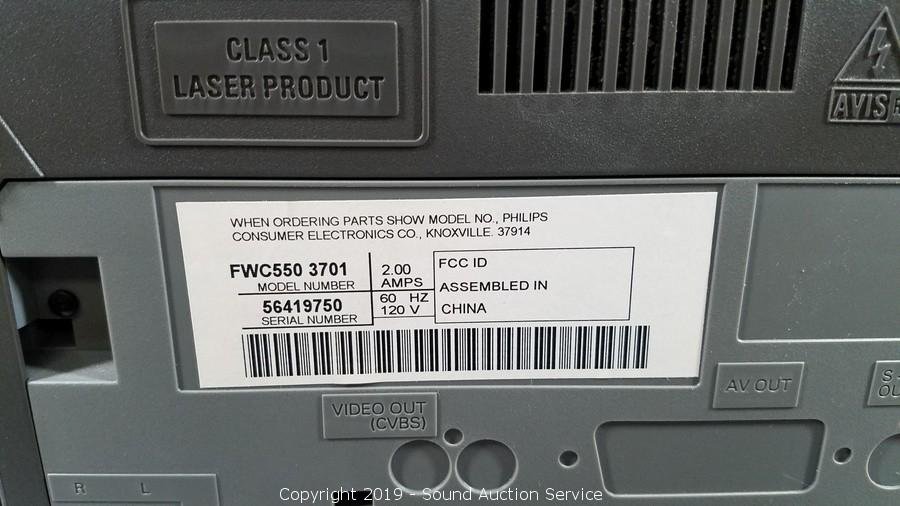 CLASS 1
LASER PRODUCT
AVIS
WHEN ORDERING PARTS SHOW MODEL NO., PHILIPS
CONSUMER ELECTRONICS CO., KNOXVILLE. 37914
FWC550 3701
MODEL NUMBER
56419750
SERIAL NUMBER
2.00
AMPS
60 HZ
120 V
FCC ID
ASSEMBLED IN
CHINA
AV OUT
S-
VIDEO OUT
(CVBS)
R L
Copyright 2019 - Sound Auction Service